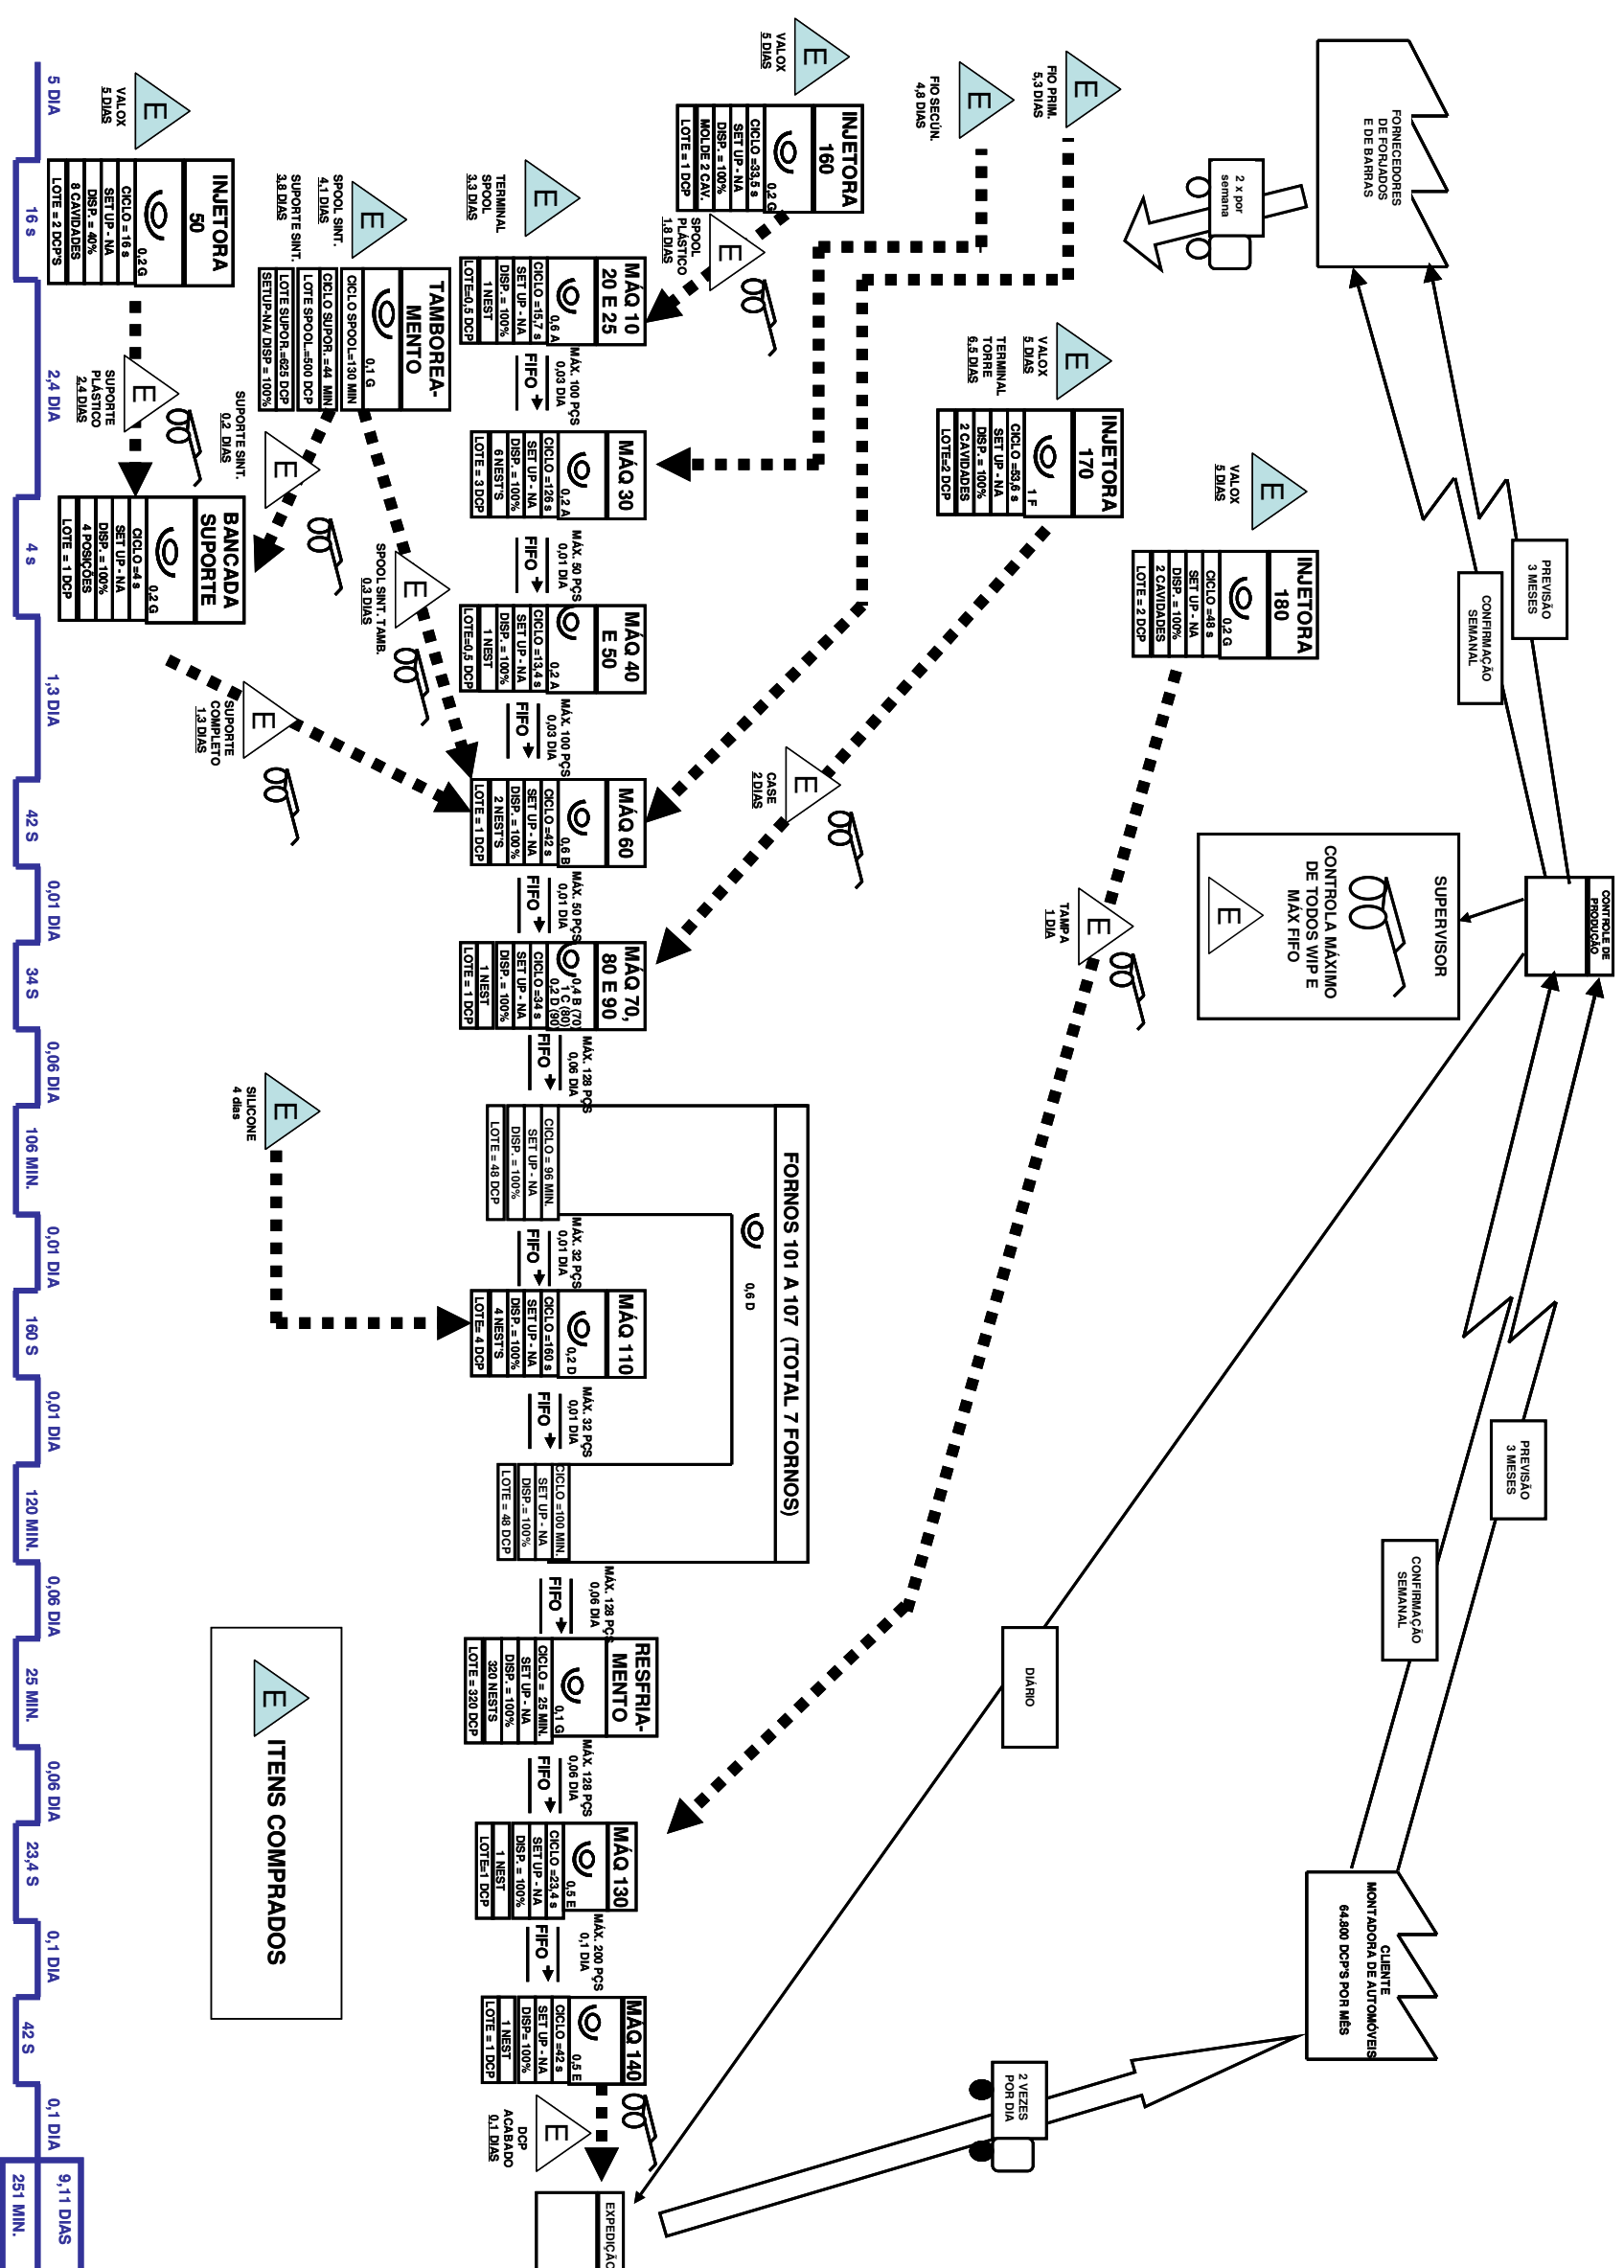 FORNECEDORES
DE FORJADOS
E DE BARRAS
2 x por
semana
PREVISÃO
3 MESES
CONFIRMAÇÃO
SEMANAL
CONTROLE DE
PRODUÇÃO
SUPERVISOR
CONTROLA MÁXIMO
DE TODOS WIP E
MÁX FIFO
E
PREVISÃO
3 MESES
CONFIRMAÇÃO
SEMANAL
DIÁRIO
CLIENTE
MONTADORA DE AUTOMÓVEIS
64.800 DCP'S POR MÊS
2 VEZES
POR DIA
EXPEDIÇÃO
E
FIO PRIM.
5,3 DIAS
E
FIO SECÚN.
4,8 DIAS
E
VALOX
5 DIAS
INJETORA
160
0,2 G
CICLO =33,5 s
SET UP - NA
DISP. =100%
MOLDE 2 CAV.
LOTE = 1 DCP
E
SPOOL
PLÁSTICO
1,8 DIAS
E
VALOX
5 DIAS
TERMINAL
TORRE
6,5 DIAS
INJETORA
170
1 F
CICLO =53,6 s
SET UP - NA
DISP. =100%
2 CAVIDADES
LOTE=2 DCP
E
CASE
2 DIAS
E
VALOX
5 DIAS
INJETORA
180
0,2 G
CICLO =48 s
SET UP - NA
DISP. =100%
2 CAVIDADES
LOTE = 2 DCP
E
TAMPA
1 DIA
E
TERMINAL
SPOOL
3,3 DIAS
MÁQ 10
20 E 25
0,6 A
CICLO =15,7 s
SET UP - NA
DISP. = 100%
1 NEST
LOTE=0,5 DCP
MÁX. 100 PÇS
0,03 DIA
FIFO
MÁQ 30
0,2 A
CICLO =126 s
SET UP - NA
DISP. = 100%
6 NEST'S
LOTE = 3 DCP
MÁX. 50 PÇS
0,01 DIA
FIFO
MÁQ 40
E 50
0,2 A
CICLO =13,4 s
SET UP - NA
DISP. = 100%
1 NEST
LOTE=0,5 DCP
MÁX. 100 PÇS
0,03 DIA
FIFO
MÁQ 60
0,6 B
CICLO =42 s
SET UP - NA
DISP. =100%
2 NEST'S
LOTE = 1 DCP
MÁX. 50 PÇS
0,01 DIA
FIFO
MÁQ 70,
80 E 90
0,4 B (70)
1 C (80)
0,2 D (90)
CICLO =34 s
SET UP - NA
DISP. = 100%
1 NEST
LOTE = 1 DCP
MÁX. 128 PÇS
0,06 DIA
FIFO
FORNOS 101 A 107 (TOTAL 7 FORNOS)
0,6 D
CICLO = 96 MIN.
SET UP - NA
DISP. = 100%
LOTE = 48 DCP
MÁX. 32 PÇS
0,01 DIA
FIFO
MÁQ 110
0,2 D
CICLO =160 s
SET UP - NA
DISP. = 100%
4 NEST'S
LOTE= 4 DCP
MÁX. 32 PÇS
0,01 DIA
FIFO
CICLO =100 MIN.
SET UP - NA
DISP.= 100%
LOTE = 48 DCP
MÁX. 128 PÇS
0,06 DIA
FIFO
RESFRIA-
MENTO
0,1 G
CICLO = 25 MIN.
SET UP - NA
DISP. = 100%
320 NESTS
LOTE = 320 DCP
MÁX. 128 PÇS
0,06 DIA
FIFO
MÁQ 130
0,5 E
CICLO =23,4 s
SET UP - NA
DISP. = 100%
1 NEST
LOTE=1 DCP
MÁX. 200 PÇS
0,1 DIA
FIFO
MÁQ 140
0,5 E
CICLO =42 s
SET UP - NA
DISP= 100%
1 NEST
LOTE = 1 DCP
E
DCP
ACABADO
0,1 DIAS
E
SPOOL SINT.
4,1 DIAS
SUPORTE SINT.
3,8 DIAS
TAMBOREA-
MENTO
0,1 G
CICLO SPOOL=130 MIN
CICLO SUPOR.=44 MIN
LOTE SPOOL.=500 DCP
LOTE SUPOR.=625 DCP
SETUP-NA/ DISP = 100%
E
SUPORTE SINT.
0,2 DIAS
E
SPOOL SINT. TAMB.
0,3 DIAS
E
VALOX
5 DIAS
INJETORA
50
0,2 G
CICLO = 16 s
SET UP - NA
DISP. = 40%
8 CAVIDADES
LOTE = 2 DCP'S
E
SUPORTE
PLÁSTICO
2,4 DIAS
BANCADA
SUPORTE
0,2 G
CICLO =4 s
SET UP - NA
DISP. = 100%
4 POSIÇÕES
LOTE = 1 DCP
E
SUPORTE
COMPLETO
1,3 DIAS
E
SILICONE
4 dias
E
ITENS COMPRADOS
5 DIA
16 s
2,4 DIA
4 s
1,3 DIA
42 S
0,01 DIA
34 S
0,06 DIA
106 MIN.
0,01 DIA
160 S
0,01 DIA
120 MIN.
0,06 DIA
25 MIN.
0,06 DIA
23,4 S
0,1 DIA
42 S
0,1 DIA
9,11 DIAS
251 MIN.